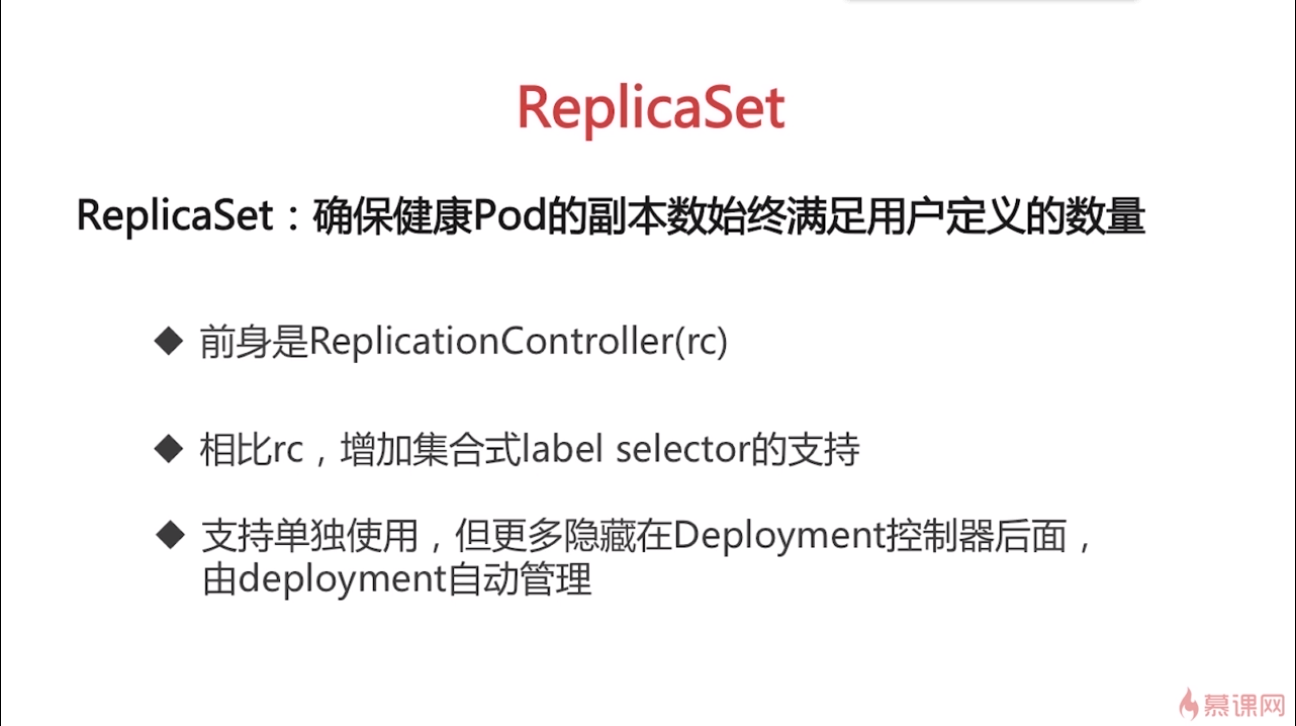 ReplicaSet
ReplicaSet：确保健康Pod的副本数始终满足用户定义的数量
◆ 前身是ReplicationController(rc)
◆ 相比rc，增加集合式label selector的支持
◆ 支持单独使用，但更多隐藏在Deployment控制器后面，
由deployment自动管理
慕课网